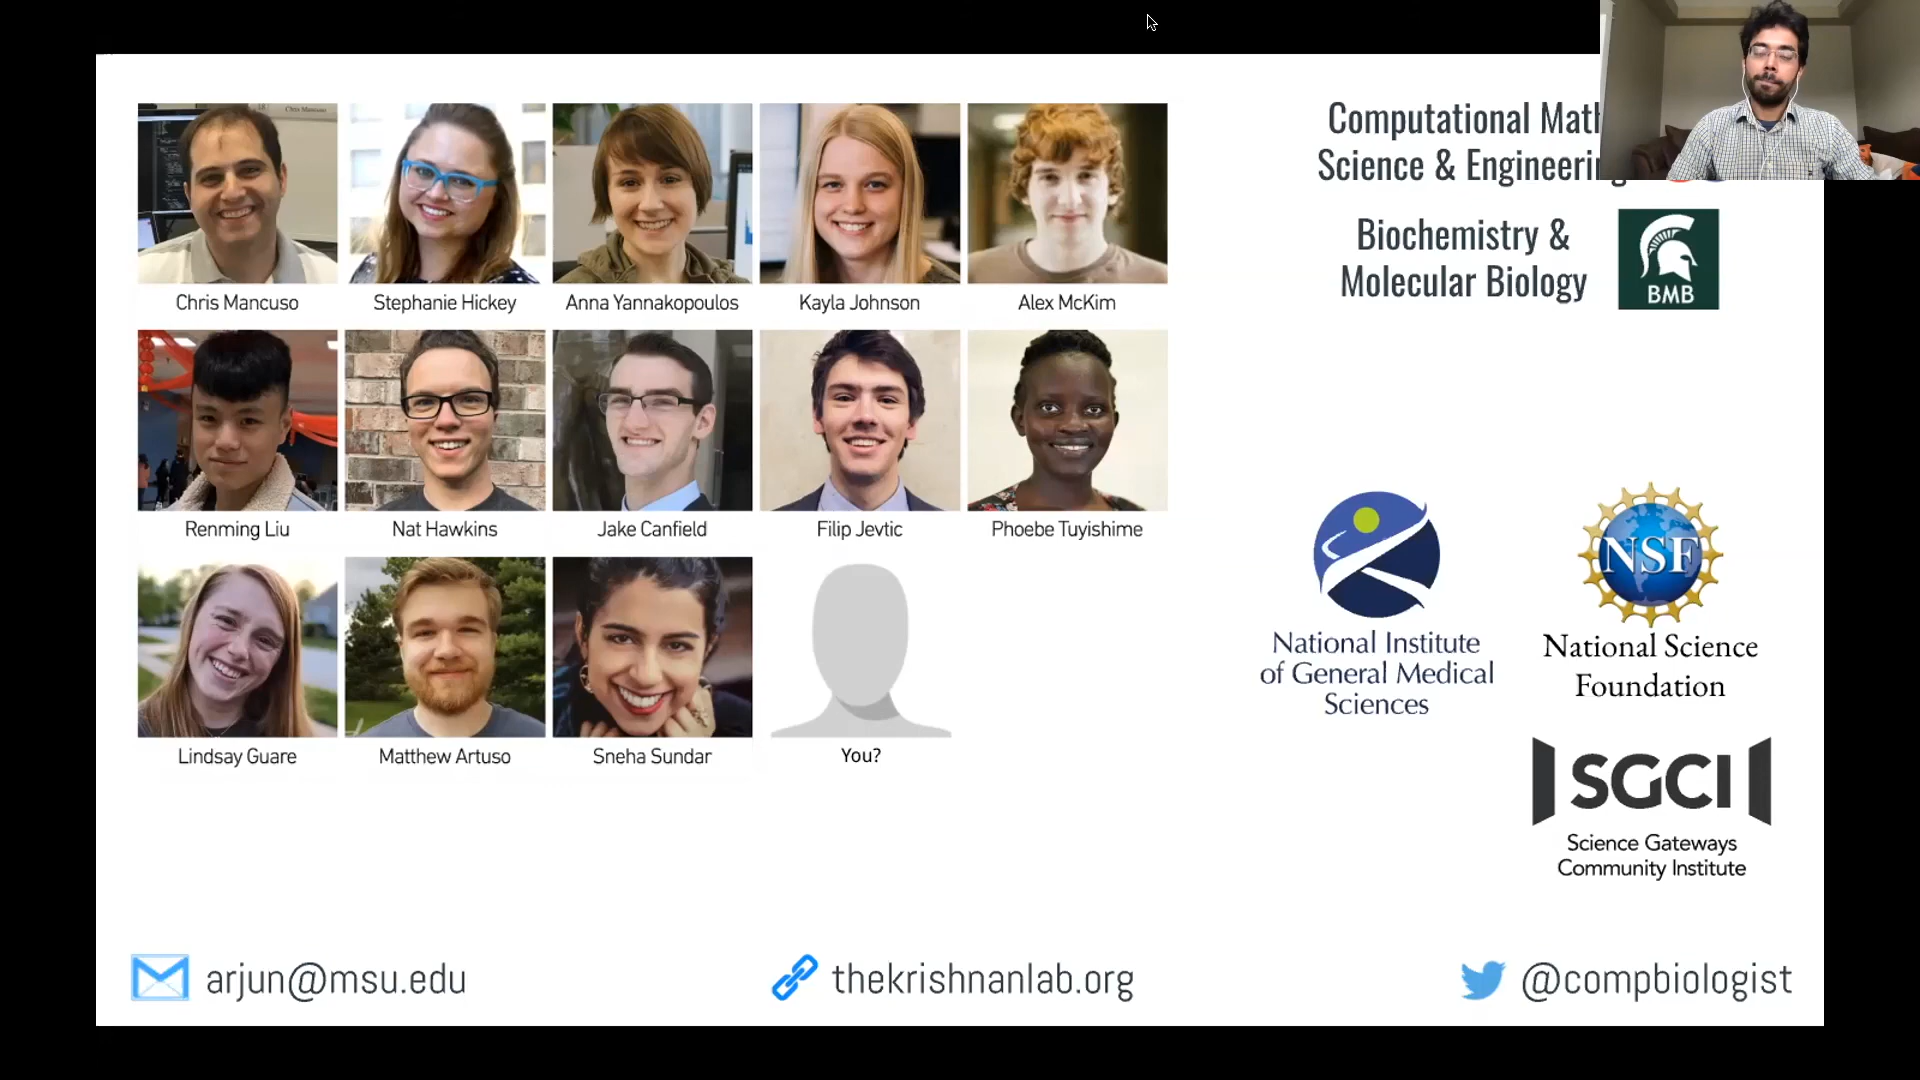 Chris Mancuso
Stephanie Hickey
Anna Yannakopoulos
Kayla Johnson
Alex McKim
Renming Liu
Nat Hawkins
Jake Canfield
Filip Jevtic
Phoebe Tuyishime
Lindsay Guare
Matthew Artuso
Sneha Sundar
You?
Computational Mat
Science & Engineering
Biochemistry &
Molecular Biology
BMB
National Institute
of General Medical
Sciences
NSF
National Science
Foundation
SGCI
Science Gateways
Community Institute
arjun@msu.edu
thekrishnanlab.org
@compbiologist